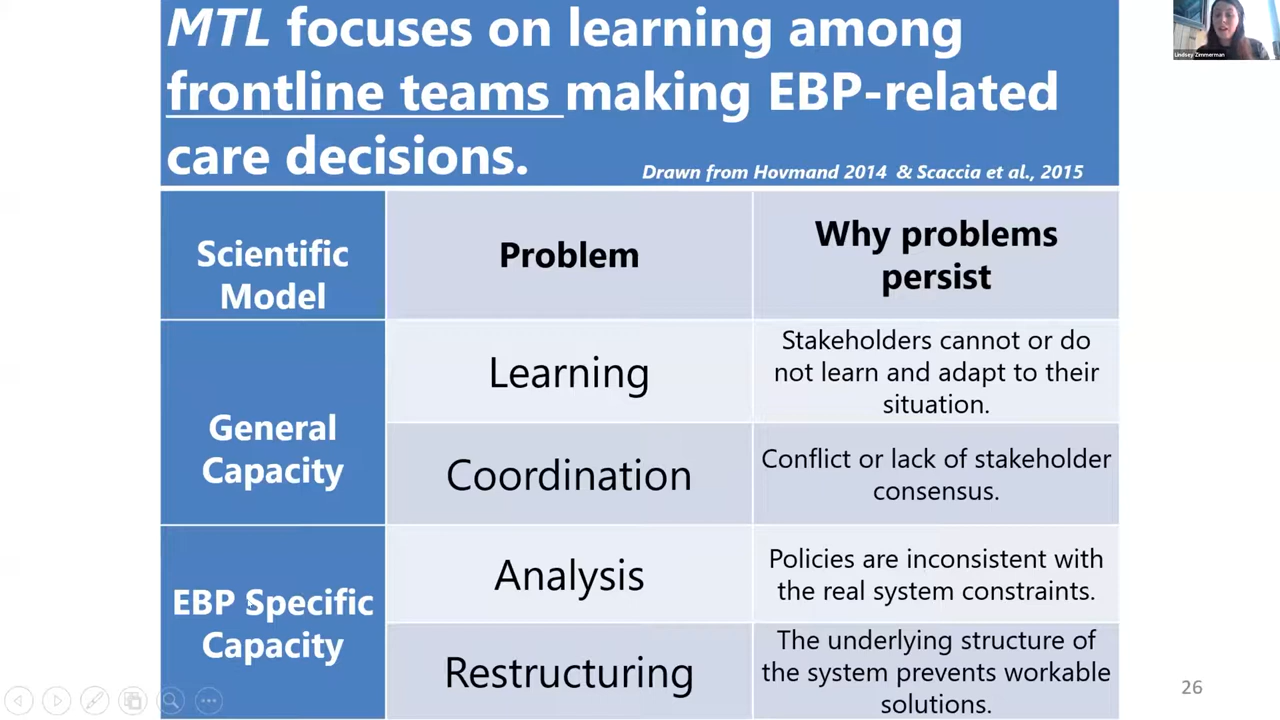 MTL focuses on learning among
frontline teams making EBP-related
care decisions.
Drawn from Hovmand 2014 & Scaccia et al., 2015
Lindsey Zimmerman
Scientific
Model
Problem
Why problems
persist
General
Capacity
Learning
Stakeholders cannot or do
not learn and adapt to their
situation.
Coordination
Conflict or lack of stakeholder
consensus.
EBP Specific
Capacity
Analysis
Policies are inconsistent with
the real system constraints.
Restructuring
The underlying structure of
the system prevents workable
solutions.
26